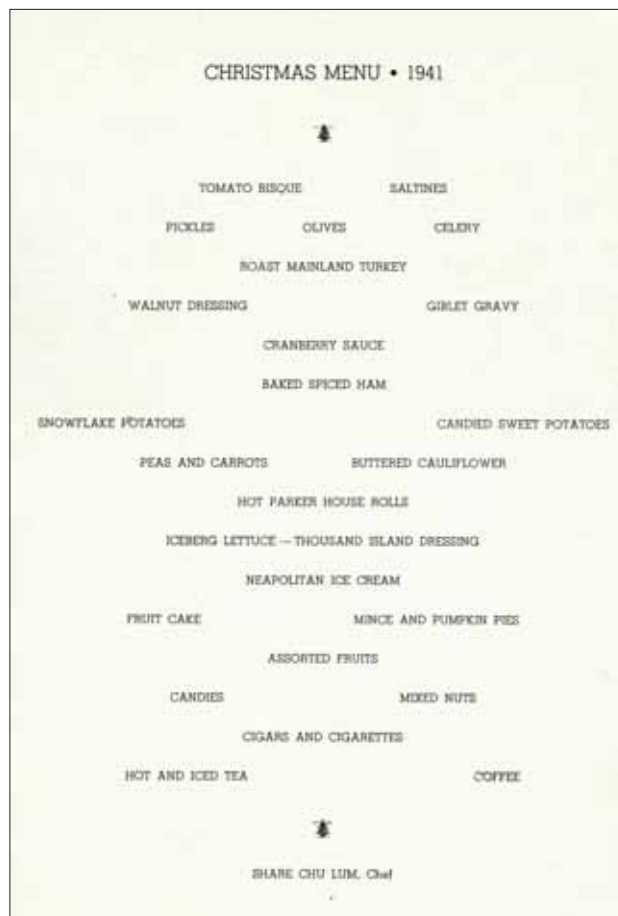 CHRISTMAS MENU • 1941
TOMATO BISQUE SALTINES
PICKLES OLIVES CELERY
ROAST MAINLAND TURKEY
WALNUT DRESSING GIBLET GRAVY
CRANBERRY SAUCE
BAKED SPICED HAM
SNOWFLAKE POTATOES CANDIED SWEET POTATOES
PEAS AND CARROTS BUTTERED CAULIFLOWER
HOT PARKER HOUSE ROLLS
ICEBERG LETTUCE — THOUSAND ISLAND DRESSING
NEAPOLITAN ICE CREAM
FRUIT CAKE MINCE AND PUMPKIN PIES
ASSORTED FRUITS
CANDIES MIXED NUTS
CIGARS AND CIGARETTES
HOT AND ICED TEA COFFEE
SHARE CHU LUM, Chef